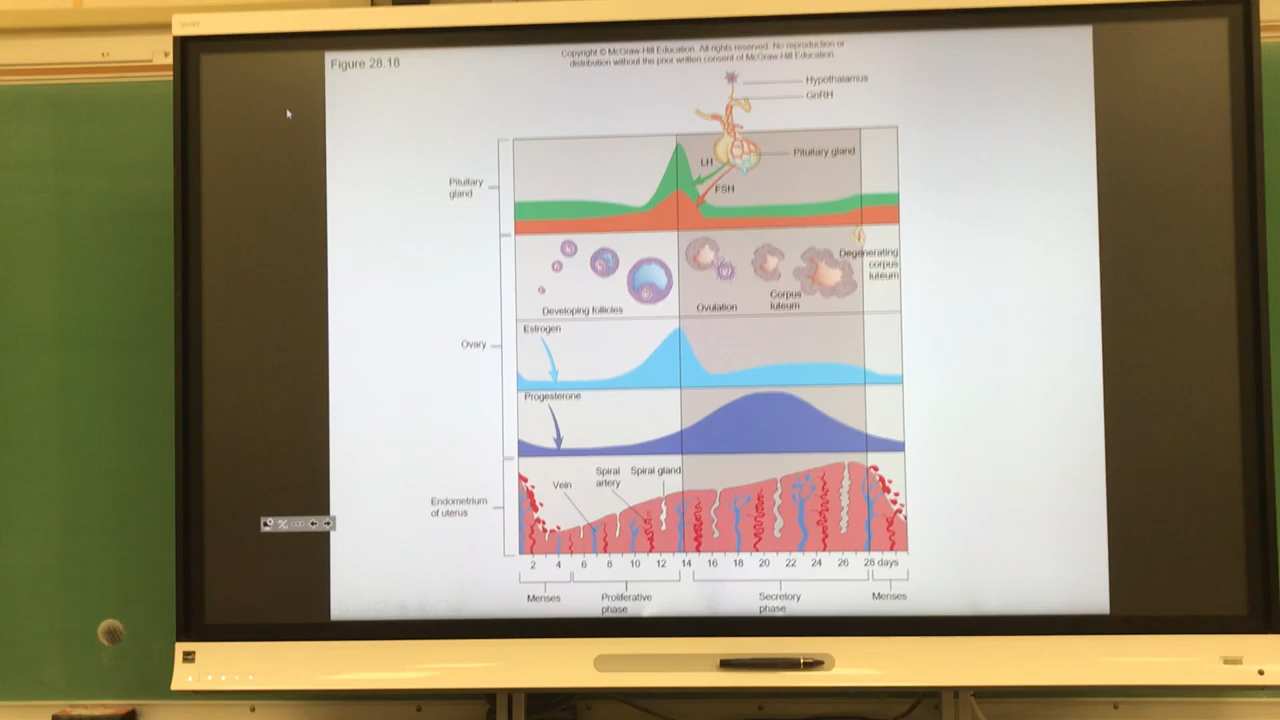 Figure 28.18
Copyright © McGraw-Hill Education. All rights reserved. No reproduction or
distribution without the prior written consent of McGraw-Hill Education
Hypothalamus
GnRH
Pituitary gland
LH
FSH
Pituitary
gland
Degenerating
corpus
luteum
Developing follicles
Ovulation
Corpus
luteum
Estrogen
Ovary
Progesterone
Vein
Spiral
artery
Spiral gland
Endometrium
of uterus
2 4 6 8 10 12 14 16 18 20 22 24 26 28 days
Menses
Proliferative
phase
Secretory
phase
Menses